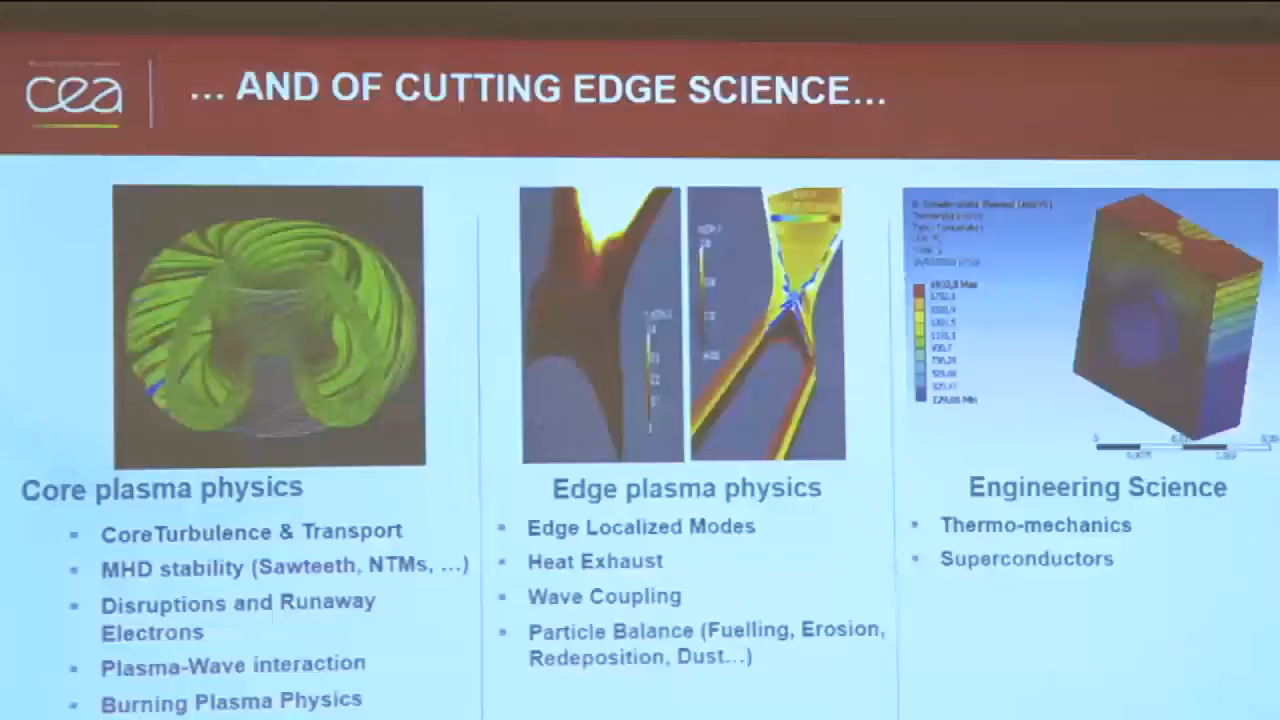 cea
... AND OF CUTTING EDGE SCIENCE...
Core plasma physics
Core Turbulence & Transport
MHD stability (Sawteeth, NTMs, ...)
Disruptions and Runaway
Electrons
Plasma-Wave interaction
Burning Plasma Physics
Edge plasma physics
Edge Localized Modes
Heat Exhaust
Wave Coupling
Particle Balance (Fuelling, Erosion,
Redeposition, Dust...)
Engineering Science
Thermo-mechanics
Superconductors